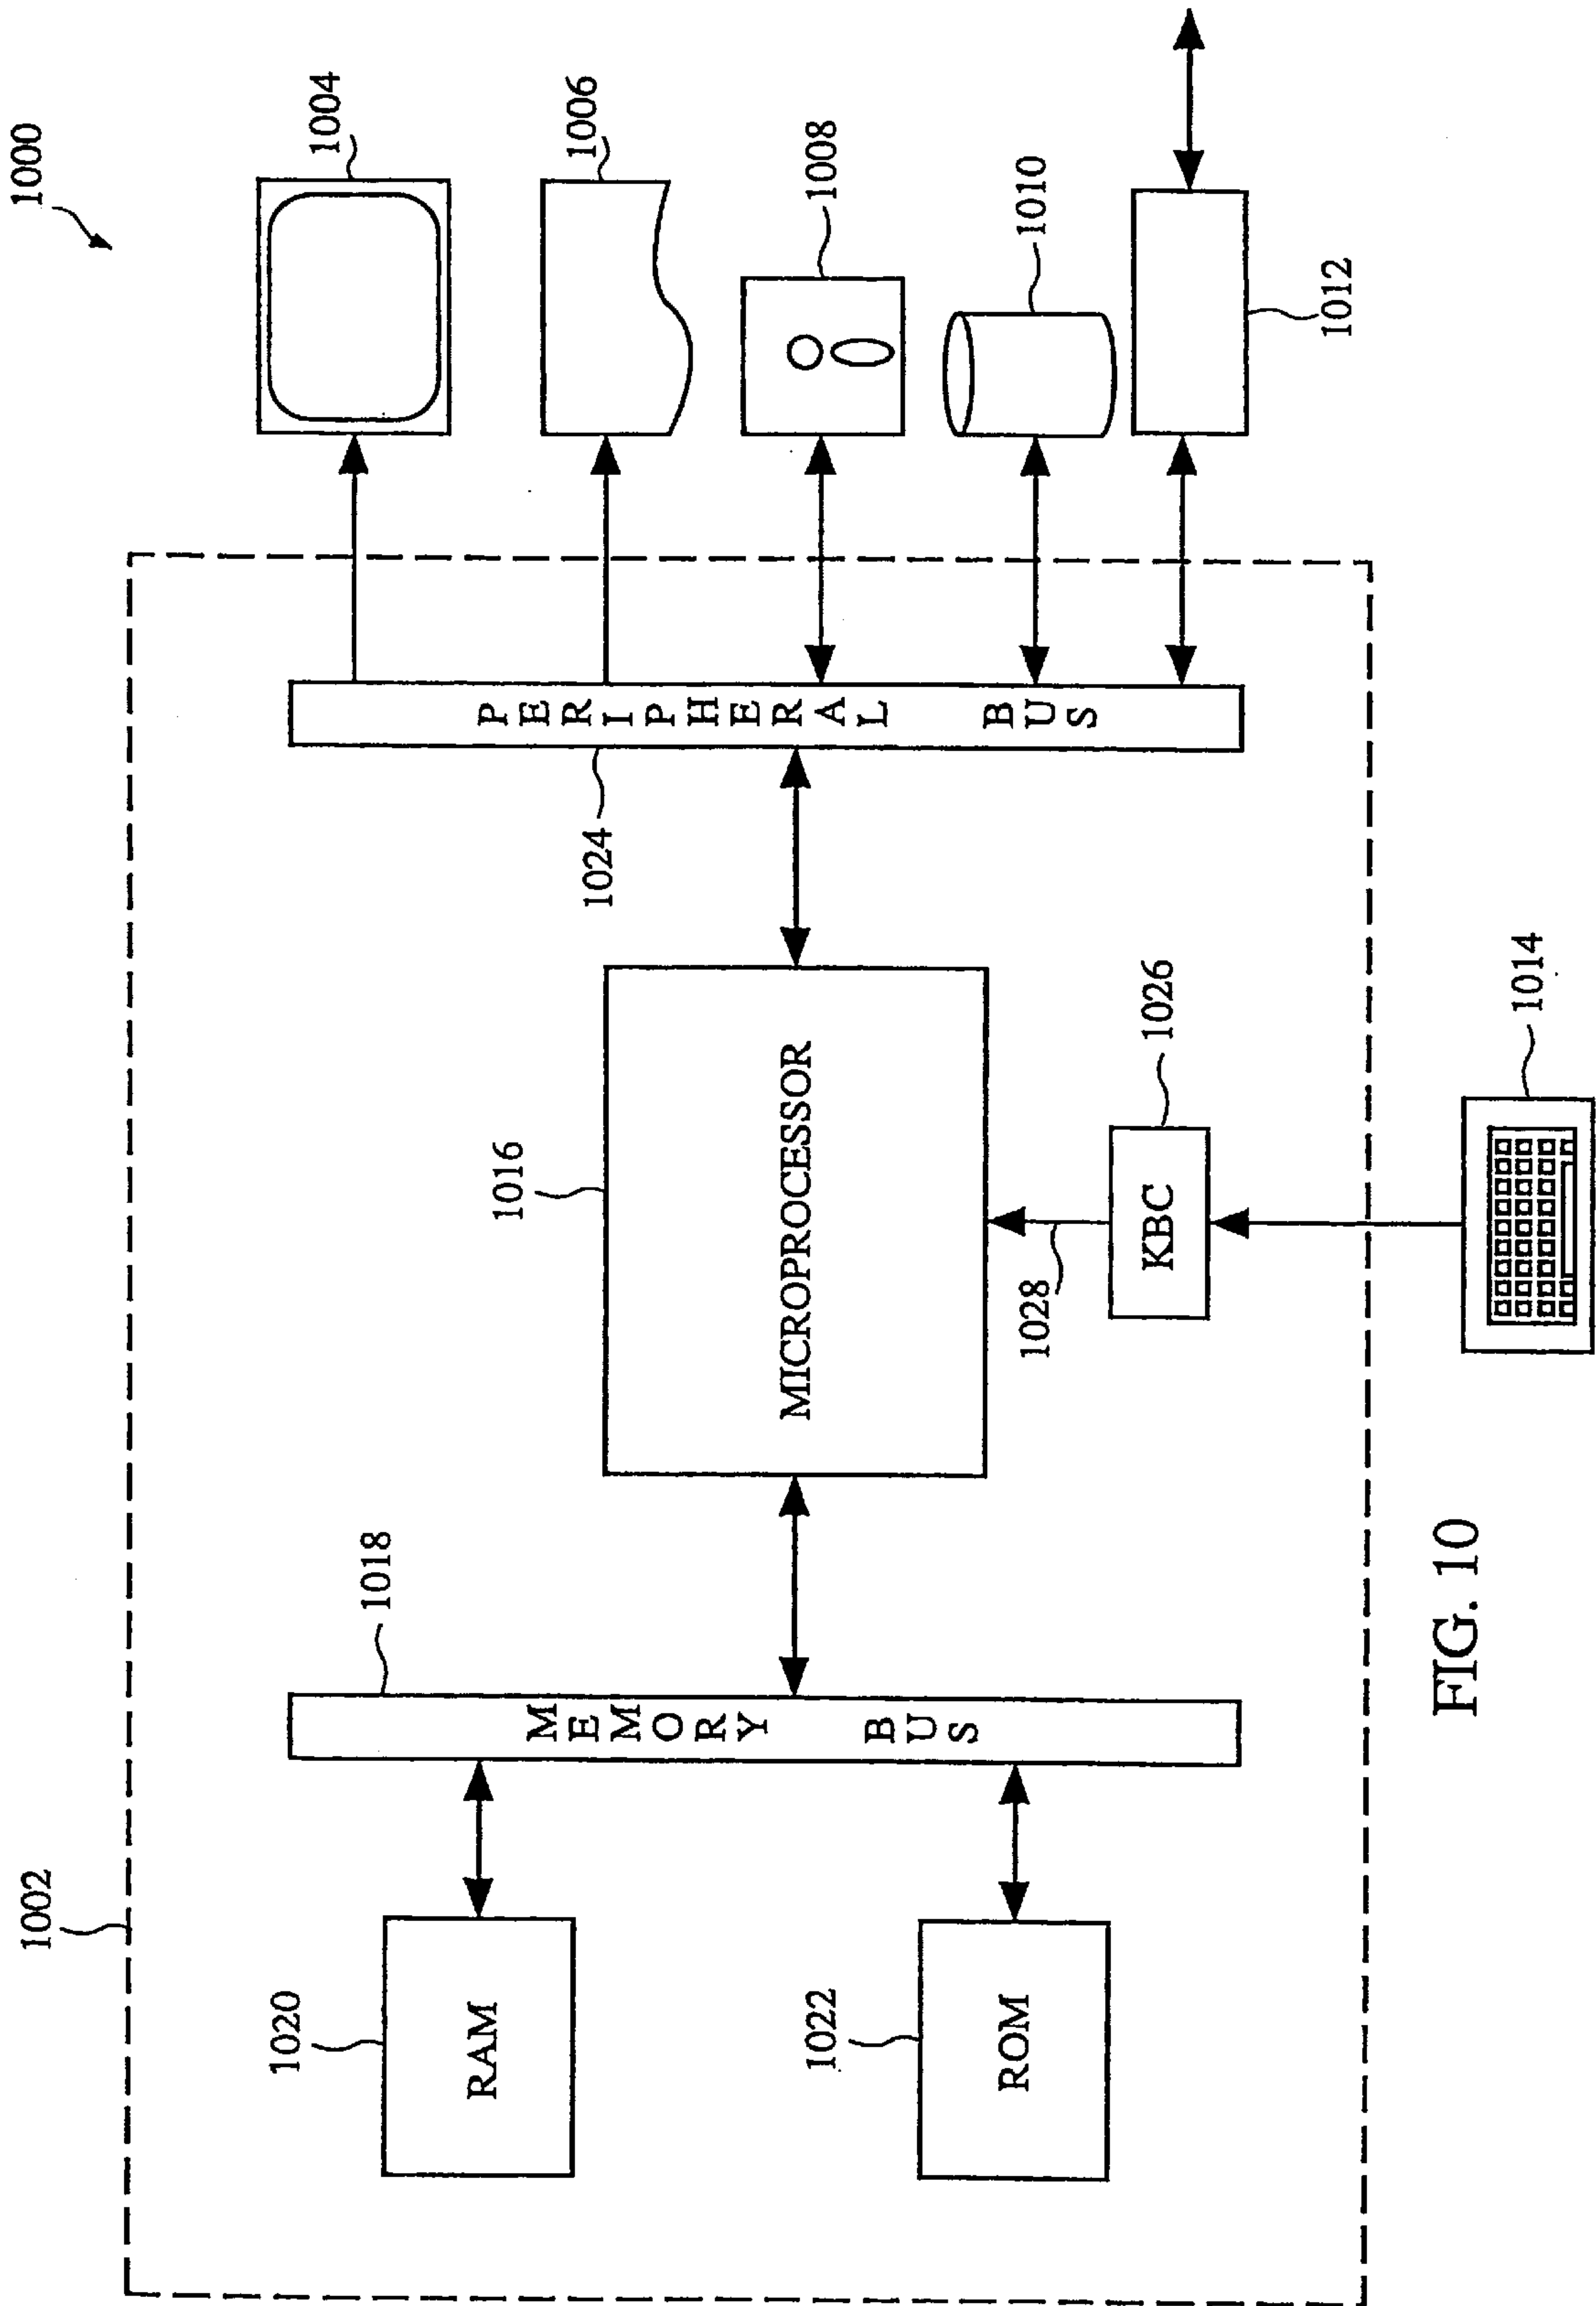 1000
1002
1004
1006
1008
1010
1012
1020
RAM
1022
ROM
1018
MEMORY BUS
1016
MICROPROCESSOR
1024
PERIPHERAL BUS
1028
KBC
1026
1014
FIG. 10